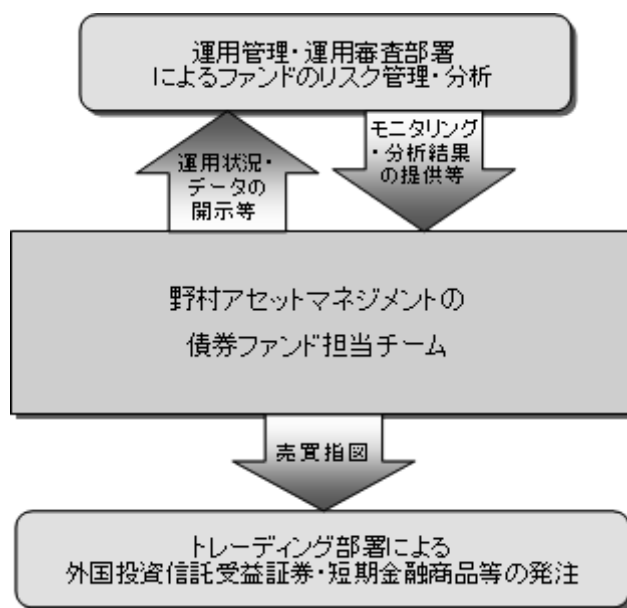 運用管理・運用審査部署
によるファンドのリスク管理・分析
運用状況・
データの
開示等
モニタリング
・分析結果
の提供等
野村アセットマネジメントの
債券ファンド担当チーム
売買指図
トレーディング部署による
外国投資信託受益証券・短期金融商品等の発注